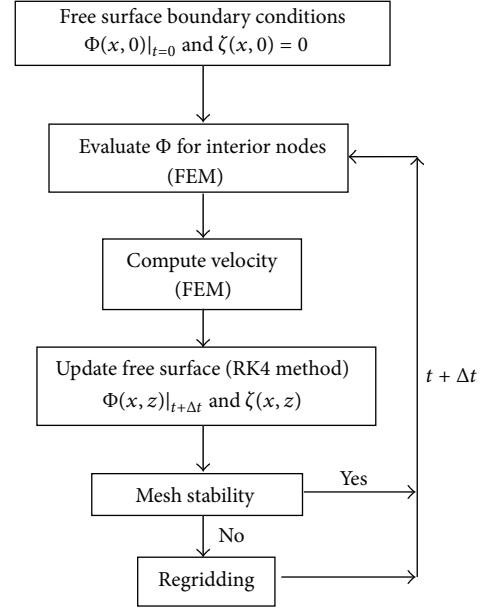 Free surface boundary conditions
Φ(x, 0)|t=0 and ζ(x, 0) = 0
Evaluate Φ for interior nodes
(FEM)
Compute velocity
(FEM)
Update free surface (RK4 method)
Φ(x, z)|t+Δt and ζ(x, z)
t + Δt
Mesh stability
Yes
No
Regridding